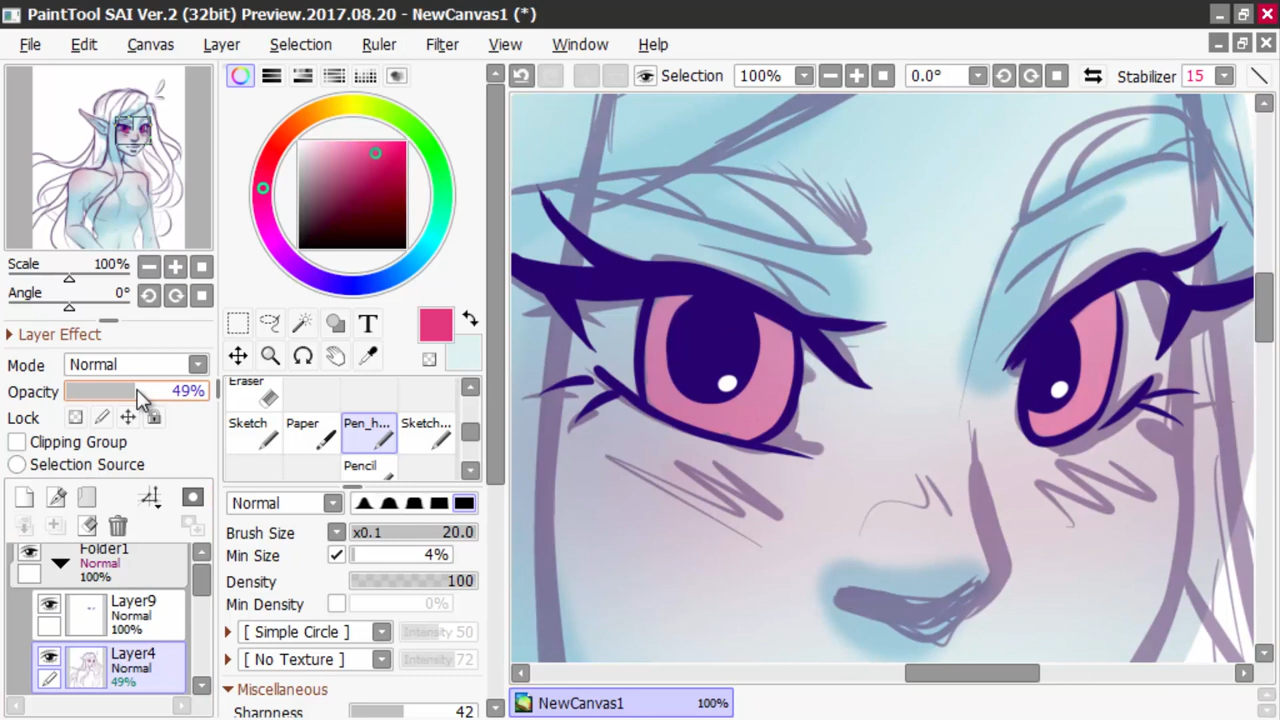 PaintTool SAI Ver.2 (32bit) Preview.2017.08.20 - NewCanvas1 (*)
File Edit Canvas Layer Selection Ruler Filter View Window Help
Selection 100% 0.0° Stabilizer 15
Scale 100%
Angle 0°
Layer Effect
Mode Normal
Opacity 49%
Lock
Clipping Group
Selection Source
Folder1
Normal
100%
Layer9
Normal
100%
Layer4
Normal
49%
T
Eraser
Sketch Paper Pen_h... Sketch...
Pencil
Normal
Brush Size x0.1 20.0
Min Size 4%
Density 100
Min Density 0%
[ Simple Circle ] Intensity 50
[ No Texture ] Intensity 72
Miscellaneous
Sharpness 42
NewCanvas1 100%